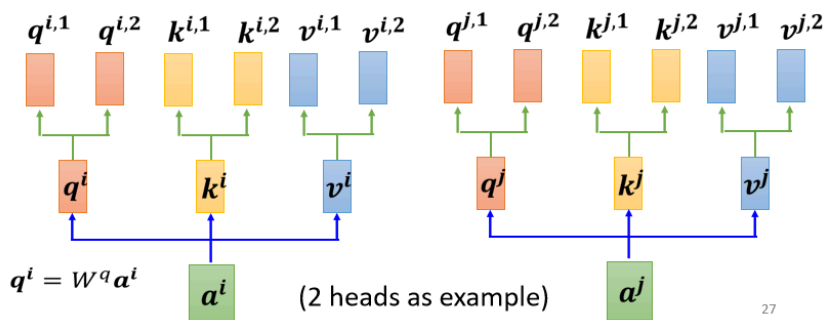 q^{i,1} q^{i,2} k^{i,1} k^{i,2} v^{i,1} v^{i,2} q^{j,1} q^{j,2} k^{j,1} k^{j,2} v^{j,1} v^{j,2}
q^i k^i v^i q^j k^j v^j
q^i = W^q a^i
a^i (2 heads as example) a^j
27